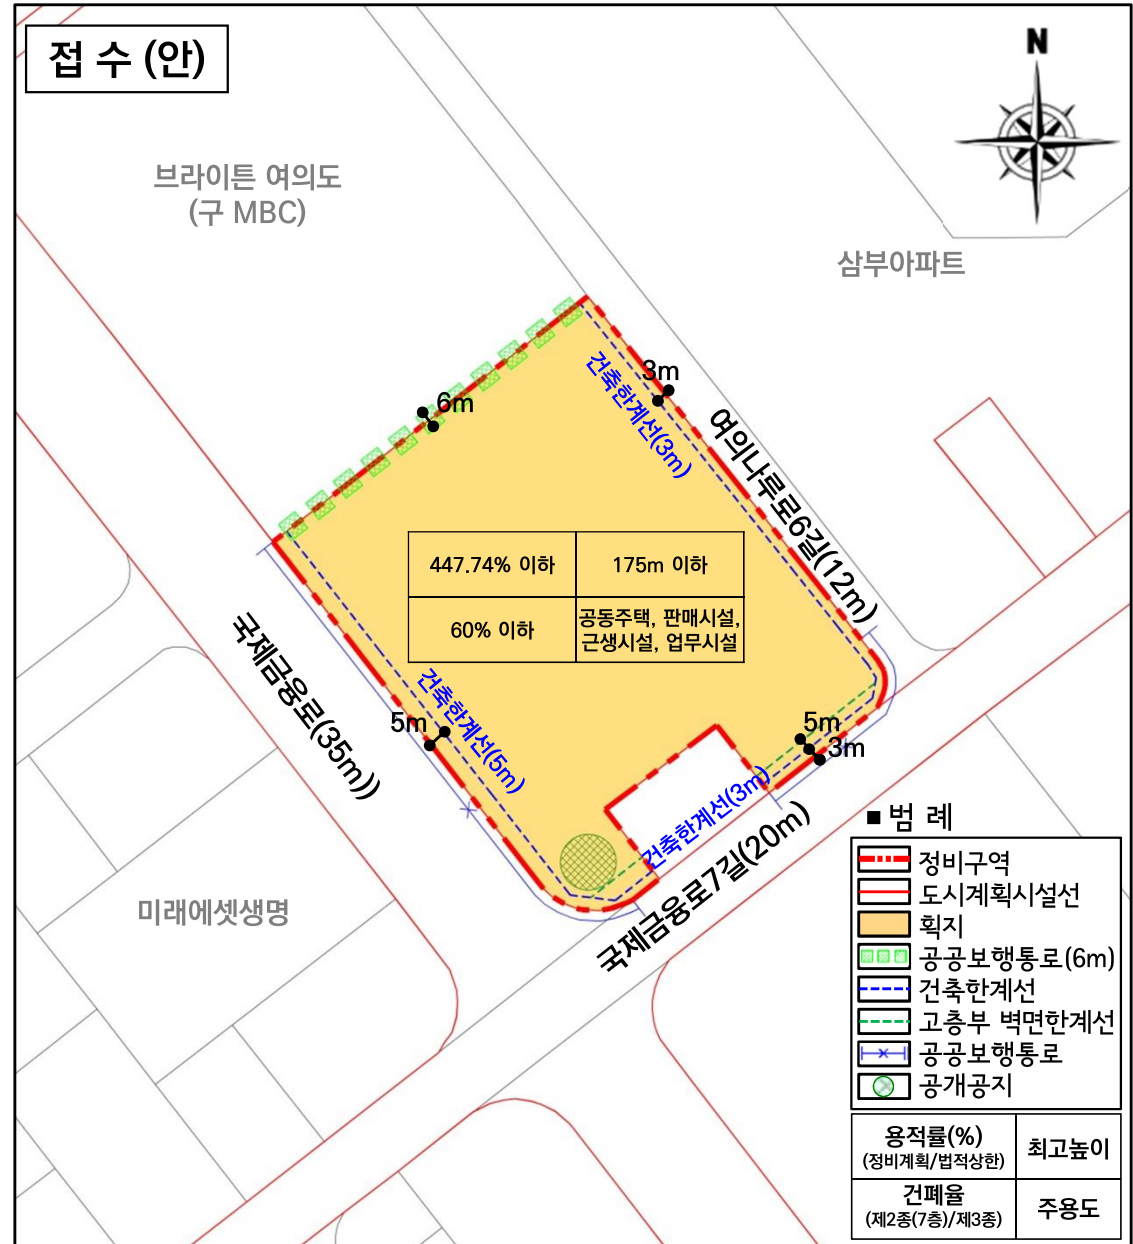 접 수 (안)
N
브라이튼 여의도
(구 MBC)
삼부아파트
3m
건축한계선(3m)
6m
여의나루로6길(12m)
447.74% 이하
175m 이하
60% 이하
공동주택, 판매시설,
근생시설, 업무시설
국제금융로(35m))
건축한계선(5m)
5m
5m
3m
건축한계선(3m)
국제금융로7길(20m)
미래에셋생명
■ 범 례
정비구역
도시계획시설선
획지
공공보행통로(6m)
건축한계선
고층부 벽면한계선
공공보행통로
공개공지
용적률(%)
(정비계획/법적상한)
최고높이
건폐율
(제2종(7층)/제3종)
주용도